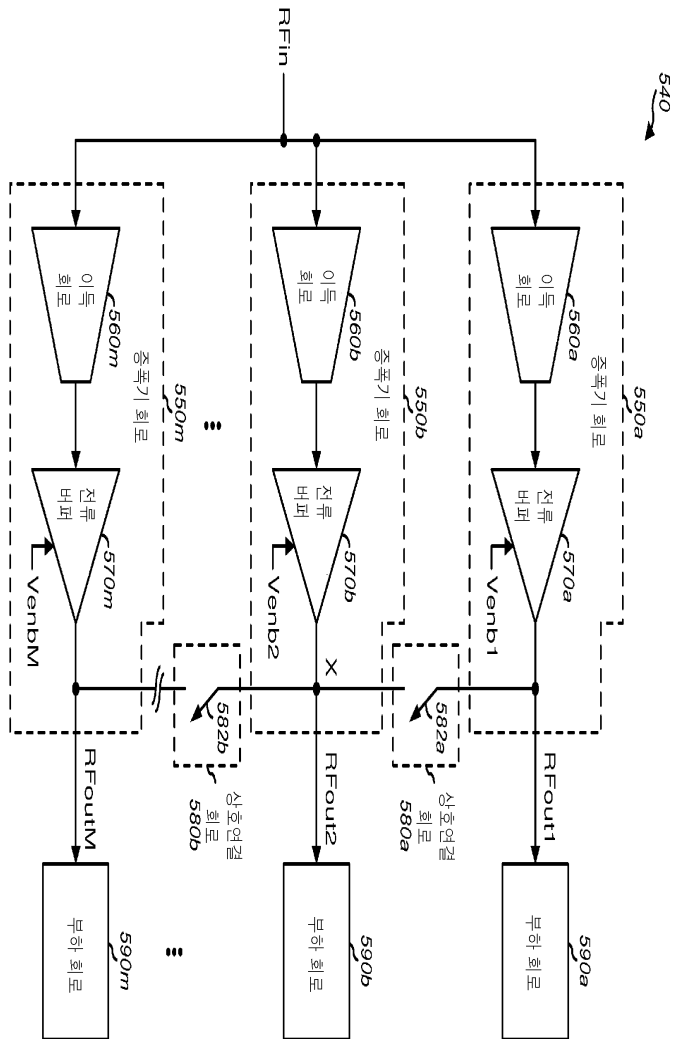 540
RFin
550a
증폭기 회로
560a
이득
회로
570a
전류
버퍼
Venb1
RFout1
590a
부하 회로
582a
상호연결
회로
580a
550b
증폭기 회로
560b
이득
회로
570b
전류
버퍼
Venb2
X
RFout2
590b
부하 회로
582b
상호연결
회로
580b
550m
증폭기 회로
560m
이득
회로
570m
전류
버퍼
VenbM
RFoutM
590m
부하 회로